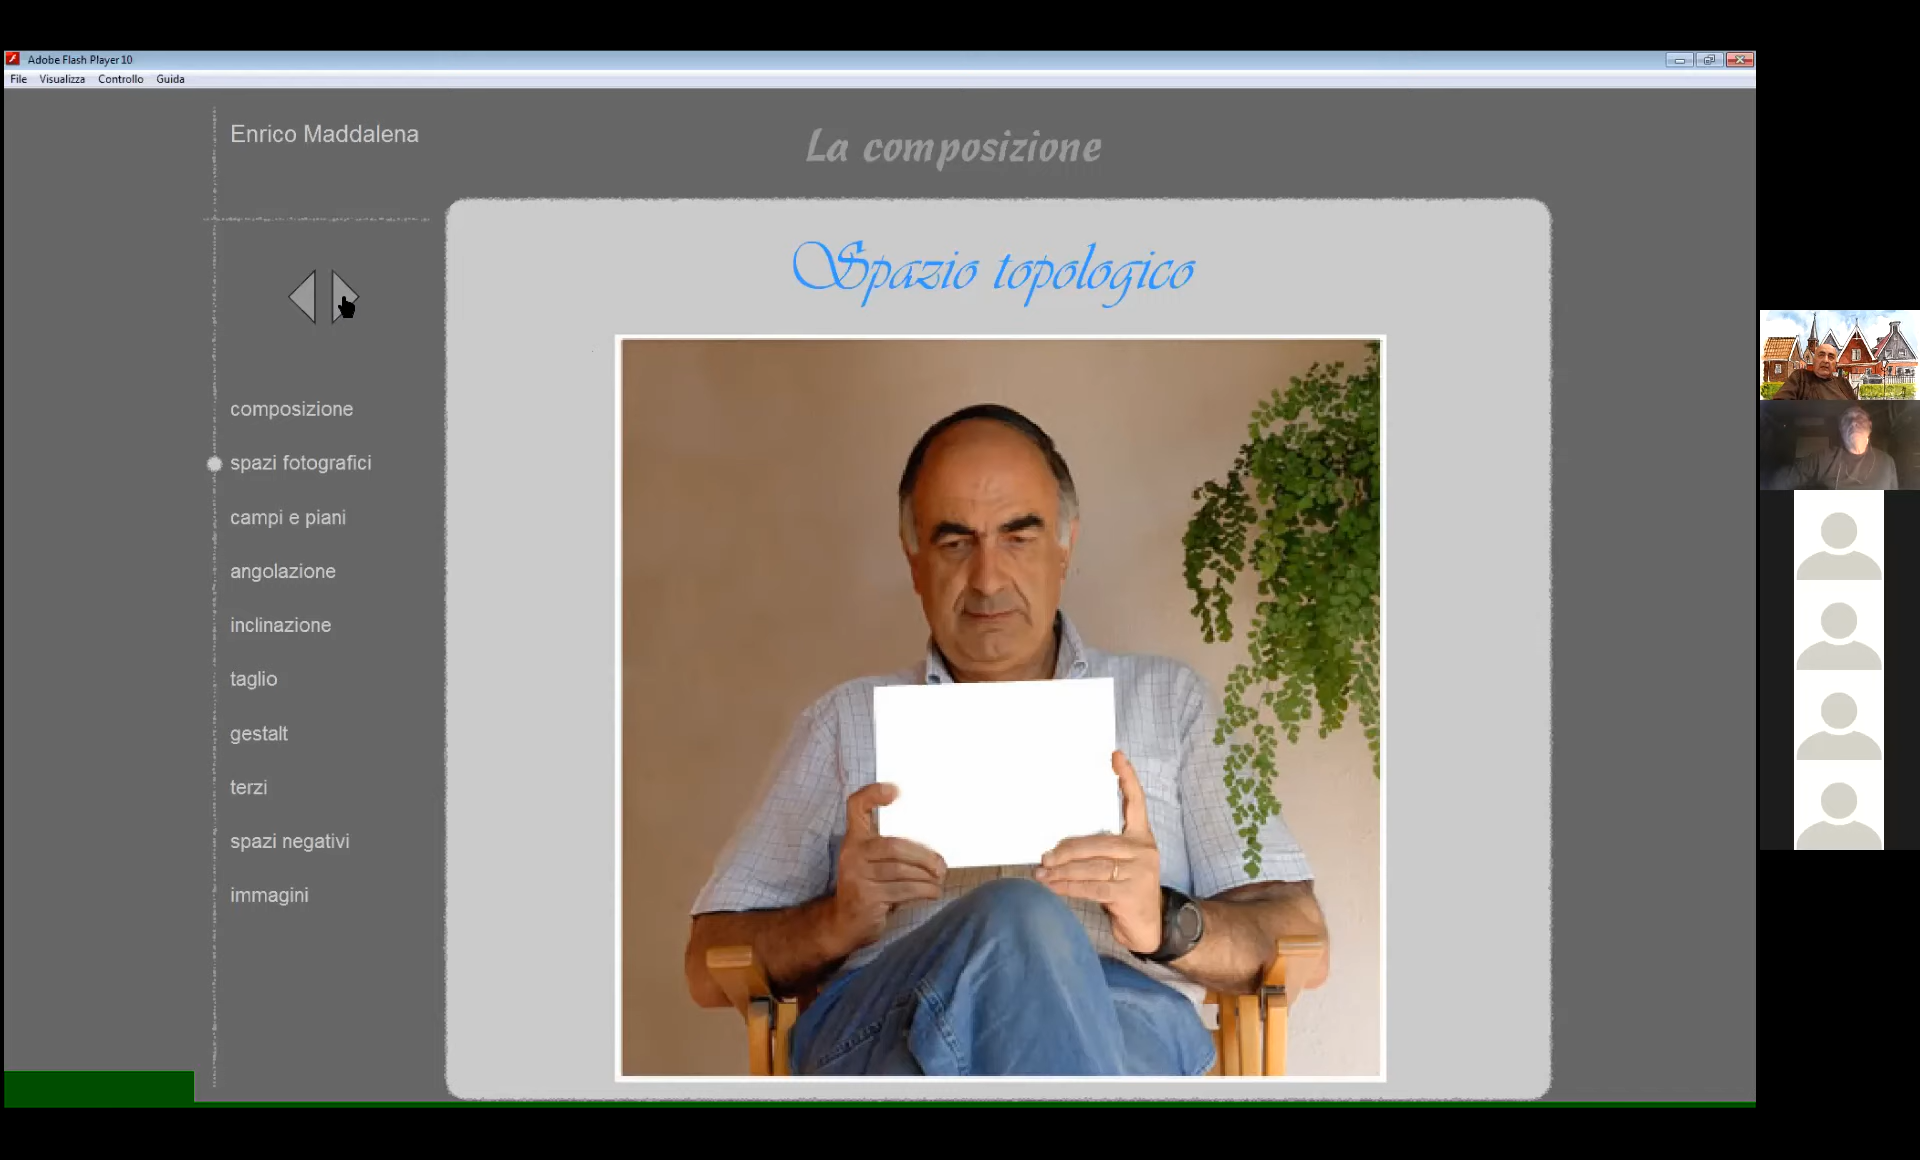 Adobe Flash Player 10
File Visualizza Controllo Guida
Enrico Maddalena
La composizione
Spazio topologico
composizione
spazi fotografici
campi e piani
angolazione
inclinazione
taglio
gestalt
terzi
spazi negativi
immagini